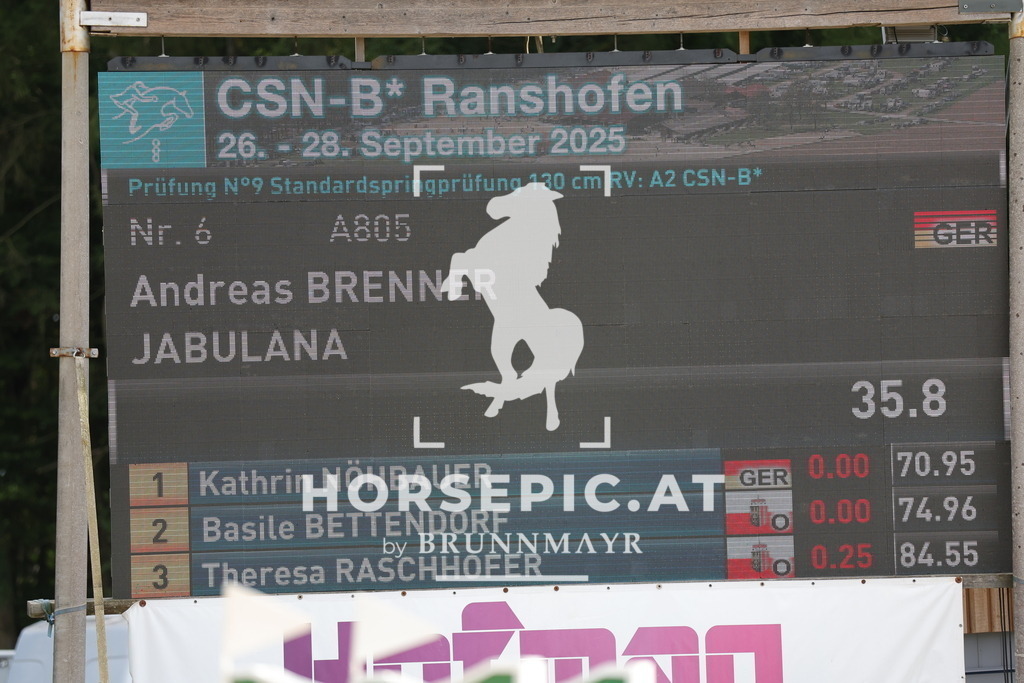 CSN-B* Ranshofen
26. - 28. September 2025
Prüfung N°9 Standardspringprüfung 130 cm RV: A2 CSN-B*
Nr. 6 A805
GER
Andreas BRENNER
JABULANA
35.8
1 Kathrin NÖHBAUER GER 0.00 70.95
2 Basile BETTENDORF 0.00 74.96
3 Theresa RASCHHOFER 0.25 84.55
HORSEPIC.AT
by BRUNNMAYR